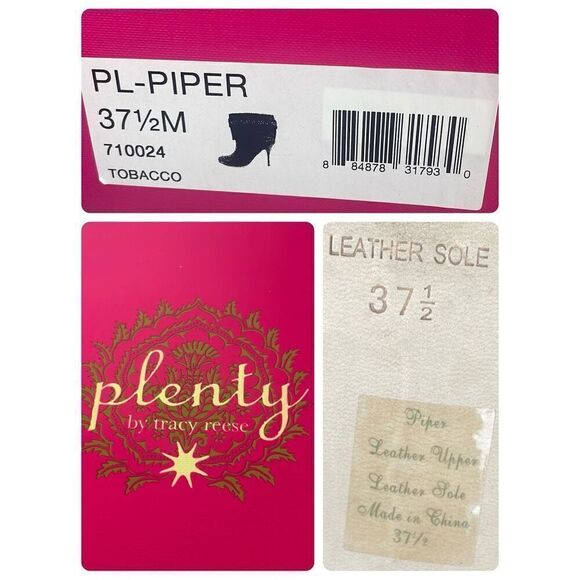 PL-PIPER
37½M
710024
TOBACCO
8 84878 31793 0
plenty
by tracy reese
LEATHER SOLE
37½
Piper
Leather Upper
Leather Sole
Made in China
37½